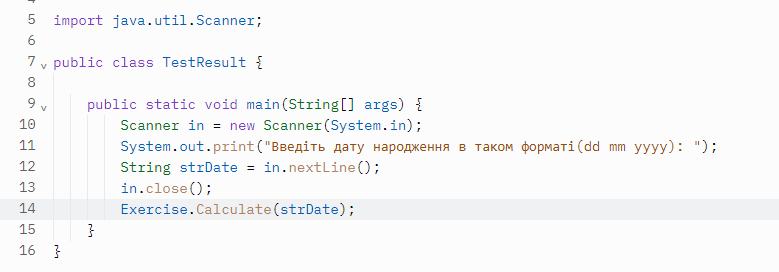 5 import java.util.Scanner;
6
7 public class TestResult {
8
9 public static void main(String[] args) {
10 Scanner in = new Scanner(System.in);
11 System.out.print("Введіть дату народження в таком форматі(dd mm yyyy): ");
12 String strDate = in.nextLine();
13 in.close();
14 Exercise.Calculate(strDate);
15 }
16 }